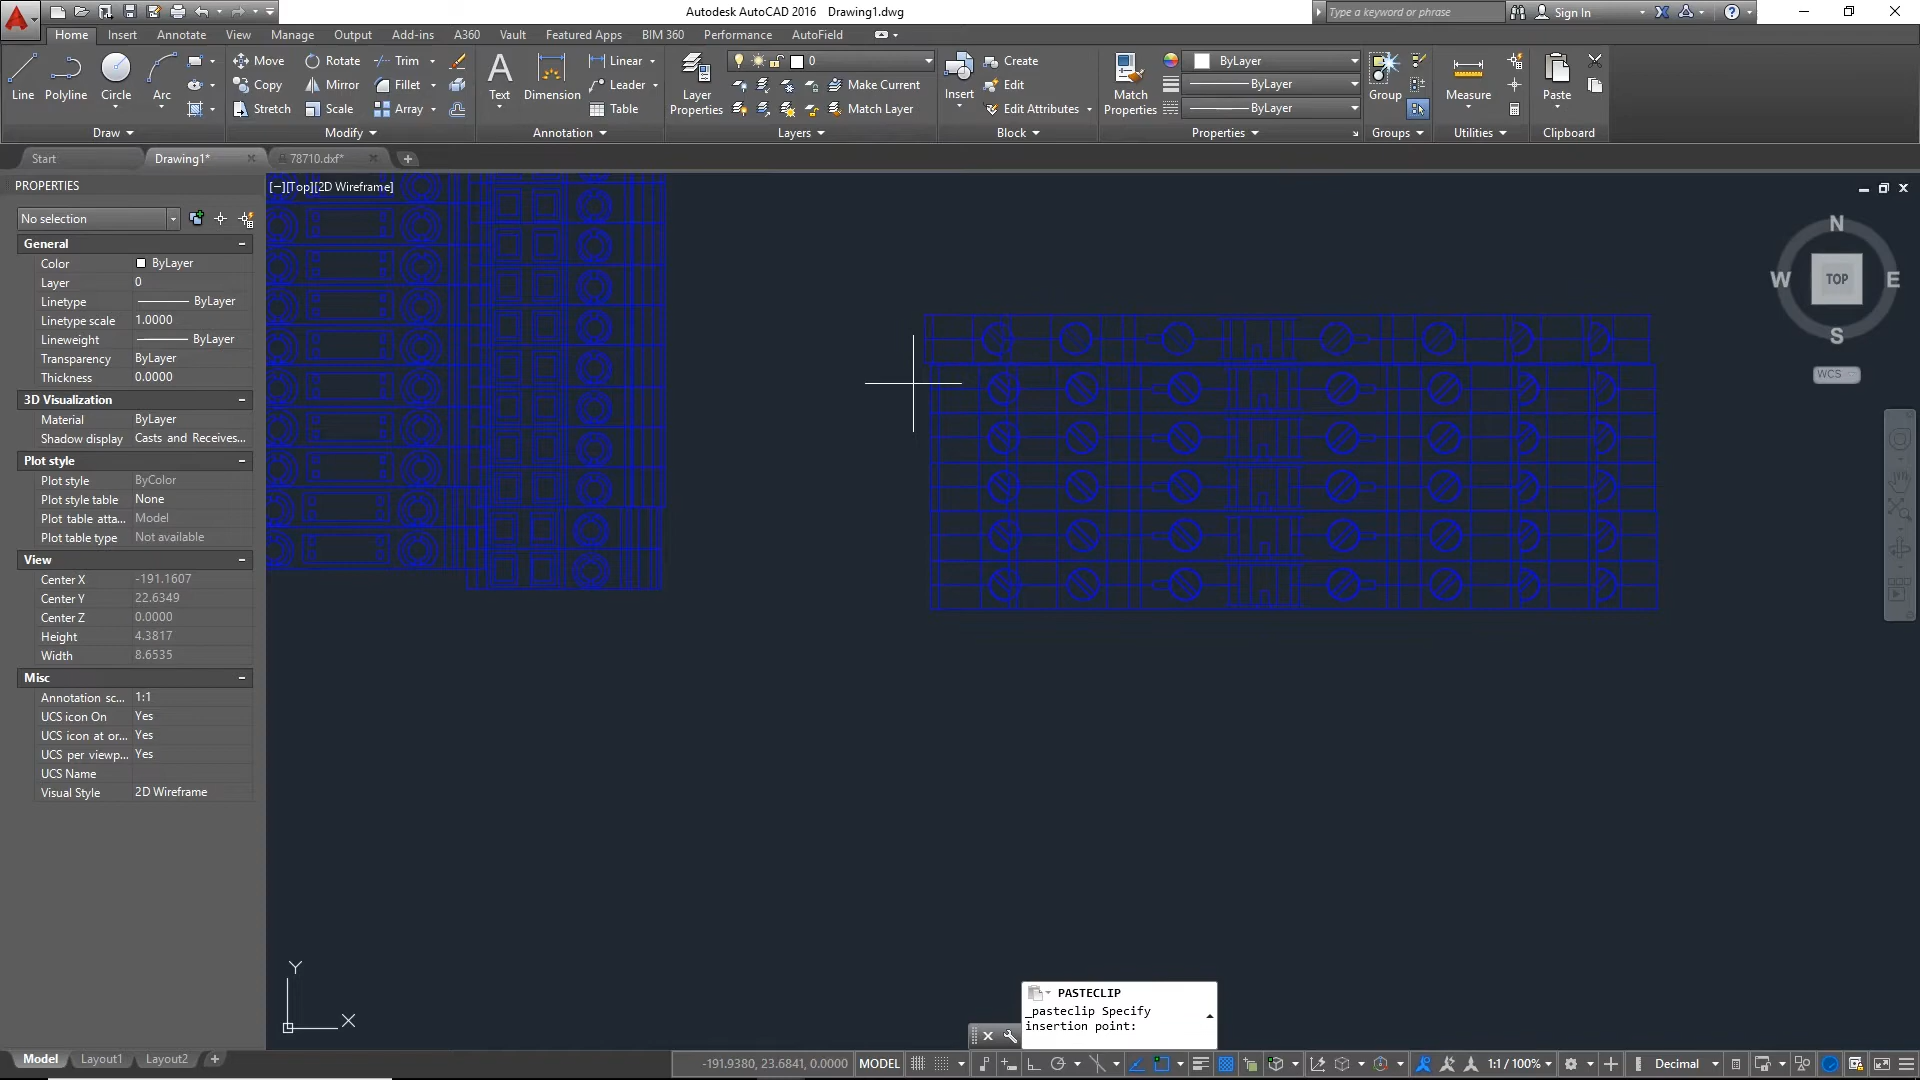 Autodesk AutoCAD 2016 Drawing1.dwg
Type a keyword or phrase
Sign In
Home Insert Annotate View Manage Output Add-ins A360 Vault Featured Apps BIM 360 Performance AutoField
Line Polyline Circle Arc
Move Rotate Trim
Copy Mirror Fillet
Stretch Scale Array
Text Dimension
Linear
Leader
Table
Layer Properties
0
Make Current
Match Layer
Insert
Create
Edit
Edit Attributes
Match Properties
ByLayer
ByLayer
ByLayer
Group
Measure
Paste
Draw Modify Annotation Layers Block Properties Groups Utilities Clipboard
Start Drawing1* 78710.dxf*
PROPERTIES
[−][Top][2D Wireframe]
No selection
General
Color ByLayer
Layer 0
Linetype ByLayer
Linetype scale 1.0000
Lineweight ByLayer
Transparency ByLayer
Thickness 0.0000
3D Visualization
Material ByLayer
Shadow display Casts and Receives...
Plot style
Plot style ByColor
Plot style table None
Plot table atta... Model
Plot table type Not available
View
Center X -191.1607
Center Y 22.6349
Center Z 0.0000
Height 4.3817
Width 8.6535
Misc
Annotation sc... 1:1
UCS icon On Yes
UCS icon at or... Yes
UCS per viewp... Yes
UCS Name
Visual Style 2D Wireframe
N
W TOP E
S
WCS
Y
X
PASTECLIP
_pasteclip Specify
insertion point:
Model Layout1 Layout2
-191.9380, 23.6841, 0.0000 MODEL 1:1 / 100% Decimal